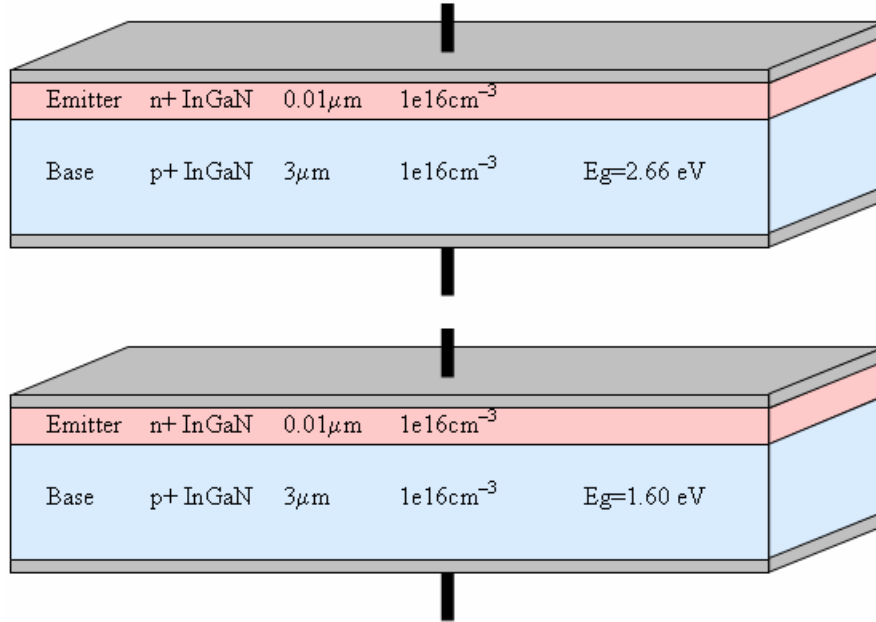 Emitter n+ InGaN 0.01μm 1e16cm⁻³
Base p+ InGaN 3μm 1e16cm⁻³ Eg=2.66 eV
Emitter n+ InGaN 0.01μm 1e16cm⁻³
Base p+ InGaN 3μm 1e16cm⁻³ Eg=1.60 eV